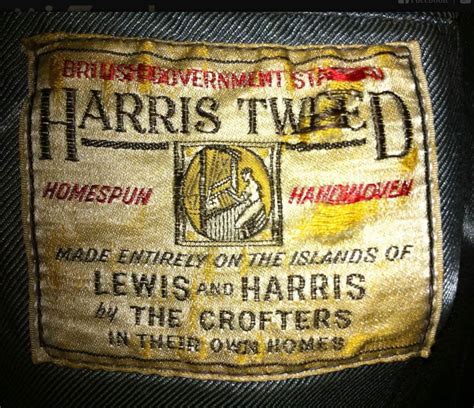 BRITISH GOVERNMENT
HARRIS TWEED
HOMESPUN HANDWOVEN
MADE ENTIRELY ON THE ISLANDS OF
LEWIS AND HARRIS
by THE CROFTERS
IN THEIR OWN HOMES